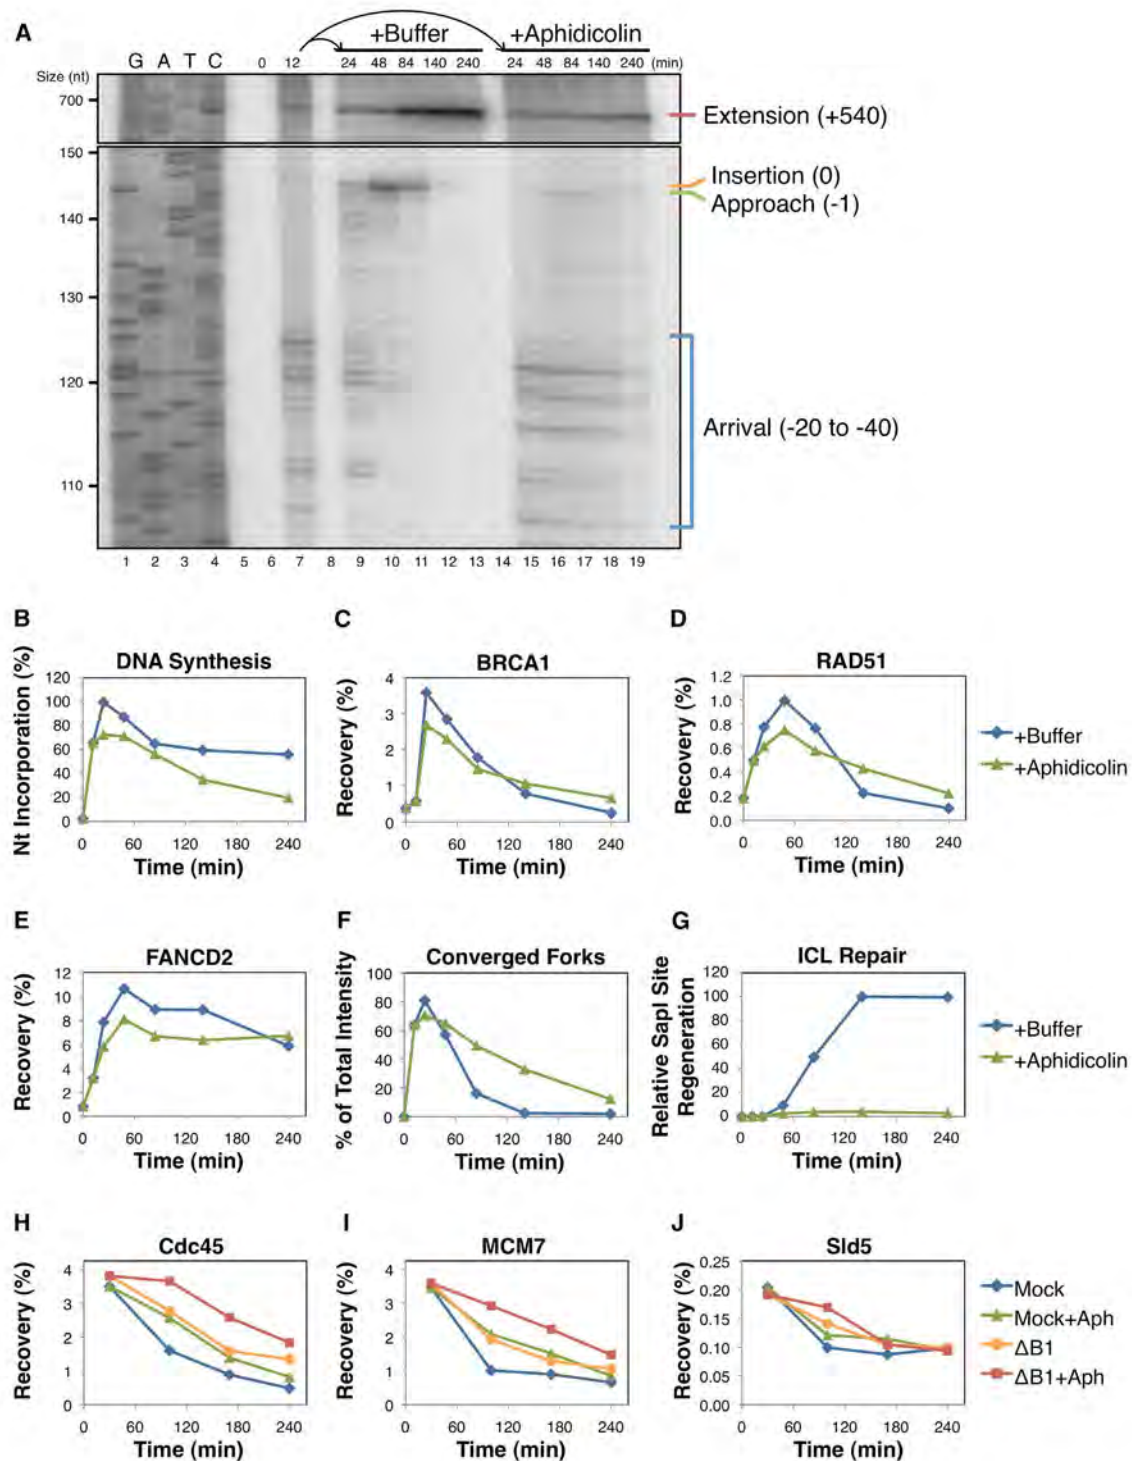 A
+Buffer
+Aphidicolin
G A T C 0 12 24 48 84 140 240 24 48 84 140 240 (min)
Size (nt)
700
Extension (+540)
150
Insertion (0)
Approach (-1)
140
130
120
Arrival (-20 to -40)
110
1 2 3 4 5 6 7 8 9 10 11 12 13 14 15 16 17 18 19
B
DNA Synthesis
Nt Incorporation (%)
120
100
80
60
40
20
0
0 60 120 180 240
Time (min)
C
BRCA1
Recovery (%)
4
3
2
1
0
0 60 120 180 240
Time (min)
D
RAD51
Recovery (%)
1.2
1.0
0.8
0.6
0.4
0.2
0.0
0 60 120 180 240
Time (min)
+Buffer
+Aphidicolin
E
FANCD2
Recovery (%)
12
10
8
6
4
2
0
0 60 120 180 240
Time (min)
F
Converged Forks
% of Total Intensity
100
80
60
40
20
0
0 60 120 180 240
Time (min)
G
ICL Repair
Relative SapI Site
Regeneration
120
100
80
60
40
20
0
0 60 120 180 240
Time (min)
+Buffer
+Aphidicolin
H
Cdc45
Recovery (%)
4
3
2
1
0
0 60 120 180 240
Time (min)
I
MCM7
Recovery (%)
4
3
2
1
0
0 60 120 180 240
Time (min)
J
Sld5
Recovery (%)
0.25
0.20
0.15
0.10
0.05
0.00
0 60 120 180 240
Time (min)
Mock
Mock+Aph
ΔB1
ΔB1+Aph